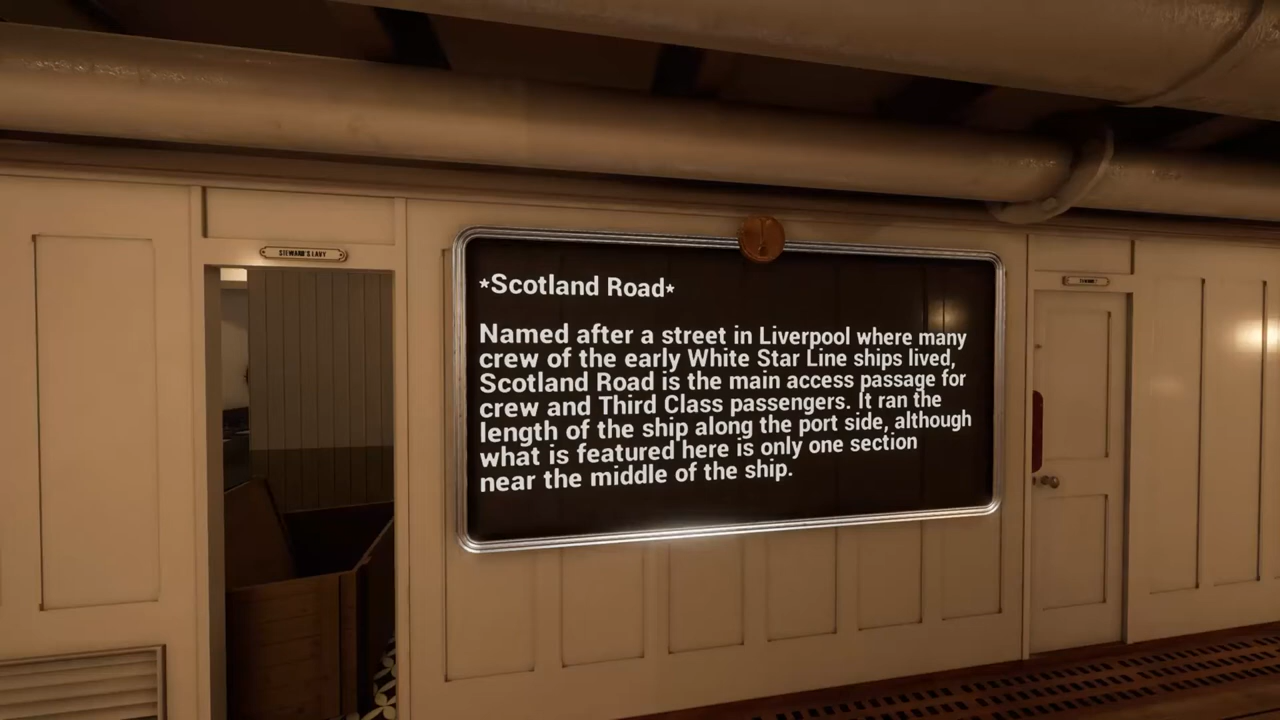 STEWARD'S LAVY
*Scotland Road*
Named after a street in Liverpool where many
crew of the early White Star Line ships lived,
Scotland Road is the main access passage for
crew and Third Class passengers. It ran the
length of the ship along the port side, although
what is featured here is only one section
near the middle of the ship.